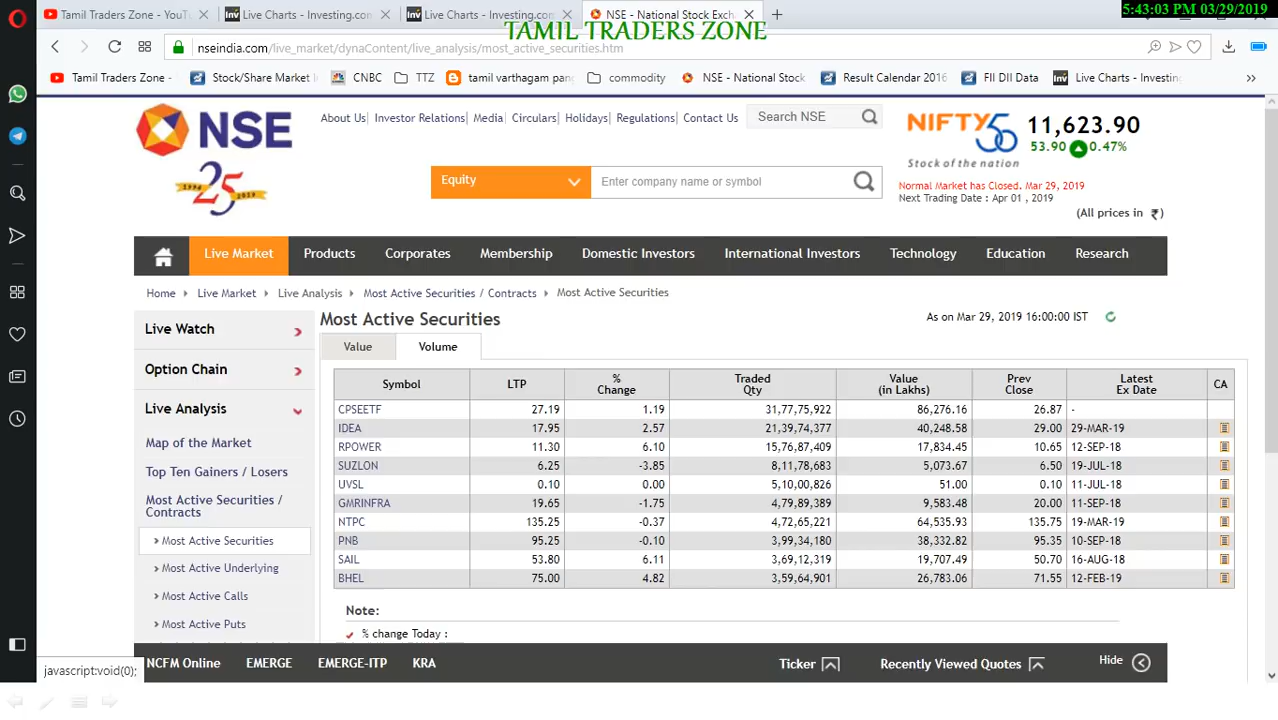 5:43:03 PM 03/29/2019
Tamil Traders Zone - YouT
Live Charts - Investing.com
Live Charts - Investing.com
NSE - National Stock Exch
TAMIL TRADERS ZONE
nseindia.com/live_market/dynaContent/live_analysis/most_active_securities.htm
Tamil Traders Zone -
Stock/Share Market
CNBC
TTZ
tamil varthagam pan
commodity
NSE - National Stock
Result Calendar 2016
FII DII Data
Live Charts - Investin
NSE
1994 25 2019
About Us| Investor Relations| Media| Circulars| Holidays| Regulations| Contact Us
Search NSE
Equity
Enter company name or symbol
NIFTY 50
Stock of the nation
11,623.90
53.90 0.47%
Normal Market has Closed. Mar 29, 2019
Next Trading Date : Apr 01 , 2019
(All prices in ₹)
Live Market Products Corporates Membership Domestic Investors International Investors Technology Education Research
Home Live Market Live Analysis Most Active Securities / Contracts Most Active Securities
Live Watch
Option Chain
Live Analysis
Map of the Market
Top Ten Gainers / Losers
Most Active Securities /
Contracts
Most Active Securities
Most Active Underlying
Most Active Calls
Most Active Puts
Most Active Securities
As on Mar 29, 2019 16:00:00 IST
Value Volume
Symbol LTP % Change Traded Qty Value (in Lakhs) Prev Close Latest Ex Date CA
CPSEETF 27.19 1.19 31,77,75,922 86,276.16 26.87 -
IDEA 17.95 2.57 21,39,74,377 40,248.58 29.00 29-MAR-19
RPOWER 11.30 6.10 15,76,87,409 17,834.45 10.65 12-SEP-18
SUZLON 6.25 -3.85 8,11,78,683 5,073.67 6.50 19-JUL-18
UVSL 0.10 0.00 5,10,00,826 51.00 0.10 11-JUL-18
GMRINFRA 19.65 -1.75 4,79,89,389 9,583.48 20.00 11-SEP-18
NTPC 135.25 -0.37 4,72,65,221 64,535.93 135.75 19-MAR-19
PNB 95.25 -0.10 3,99,34,180 38,332.82 95.35 10-SEP-18
SAIL 53.80 6.11 3,69,12,319 19,707.49 50.70 16-AUG-18
BHEL 75.00 4.82 3,59,64,901 26,783.06 71.55 12-FEB-19
Note:
% change Today :
javascript:void(0);
NCFM Online EMERGE EMERGE-ITP KRA
Ticker Recently Viewed Quotes Hide